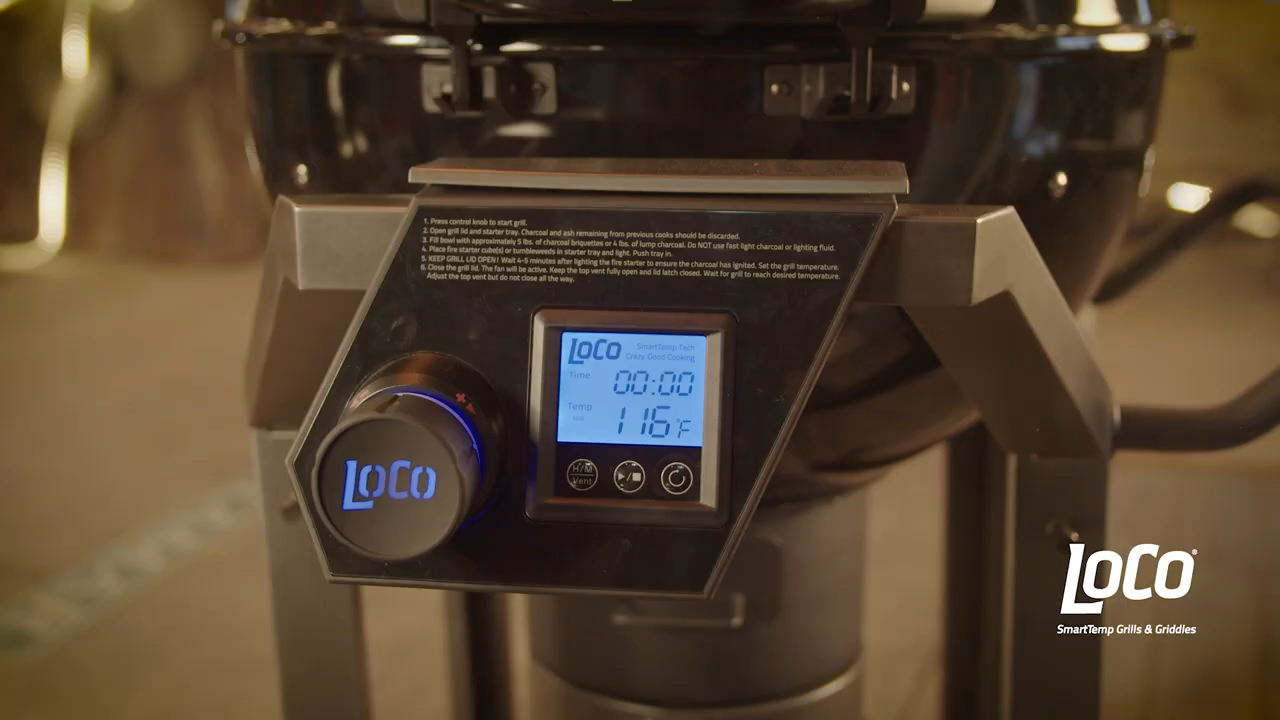 1. Press control knob to start grill.
2. Open grill lid and starter tray. Charcoal and ash remaining from previous cooks should be discarded.
3. Fill bowl with approximately 5 lbs. of charcoal briquettes or 4 lbs. of lump charcoal. Do NOT use fast light charcoal or lighting fluid.
4. Place fire starter cube(s) or tumbleweeds in starter tray and light. Push tray in.
5. KEEP GRILL LID OPEN! Wait 4-5 minutes after lighting the fire starter to ensure the charcoal has ignited. Set the grill temperature.
6. Close the grill lid. The fan will be active. Keep the top vent fully open and lid latch closed. Wait for grill to reach desired temperature.
Adjust the top vent but do not close all the way.
LoCo SmartTemp Tech
Crazy Good Cooking
Time 00:00
Temp 116°F
H/M
Vent
LoCo
LoCo®
SmartTemp Grills & Griddles